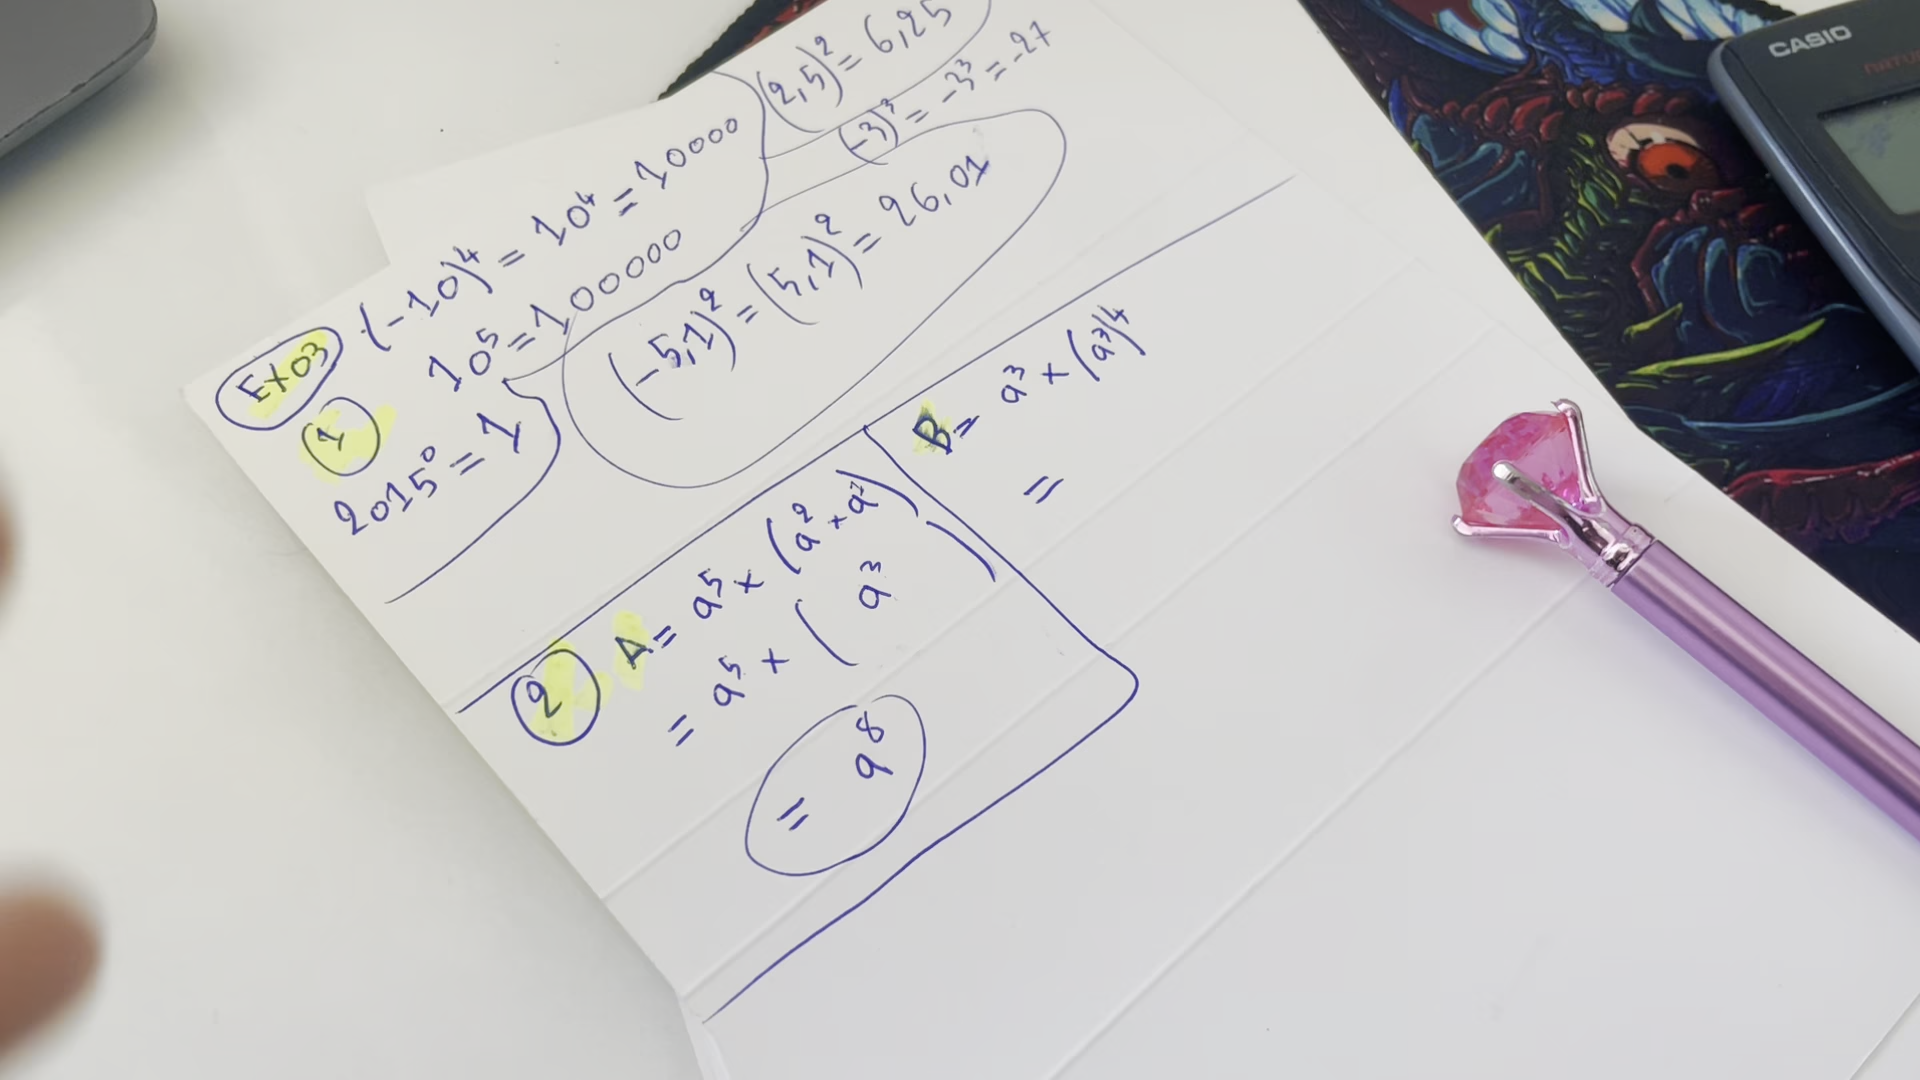 (2,5)² = 6,25
(-3)³ = -3³ = -27
EXO3 (-10)⁴ = 10⁴ = 10000
1 10⁵ = 100000
2015⁰ = 1
(-5,1)² = (5,1)² = 26,01
2 A = a⁵ × (a² × a¹)
= a⁵ × ( a³ )
= a⁸
B = a³ × (a³)⁴
=
CASIO